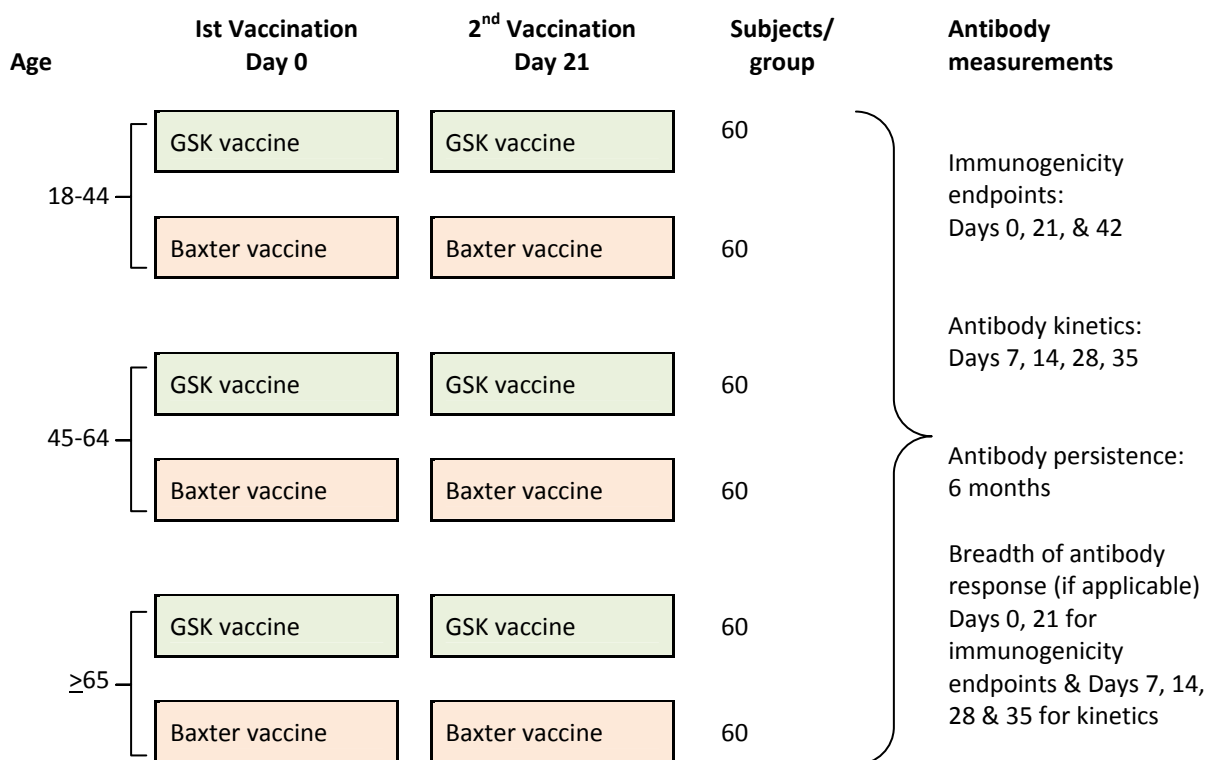 Ist Vaccination 2nd Vaccination Subjects/ Antibody
Age Day 0 Day 21 group measurements
GSK vaccine GSK vaccine 60
18-44
Baxter vaccine Baxter vaccine 60
GSK vaccine GSK vaccine 60
45-64
Baxter vaccine Baxter vaccine 60
GSK vaccine GSK vaccine 60
≥65
Baxter vaccine Baxter vaccine 60
Immunogenicity
endpoints:
Days 0, 21, & 42
Antibody kinetics:
Days 7, 14, 28, 35
Antibody persistence:
6 months
Breadth of antibody
response (if applicable)
Days 0, 21 for
immunogenicity
endpoints & Days 7, 14,
28 & 35 for kinetics